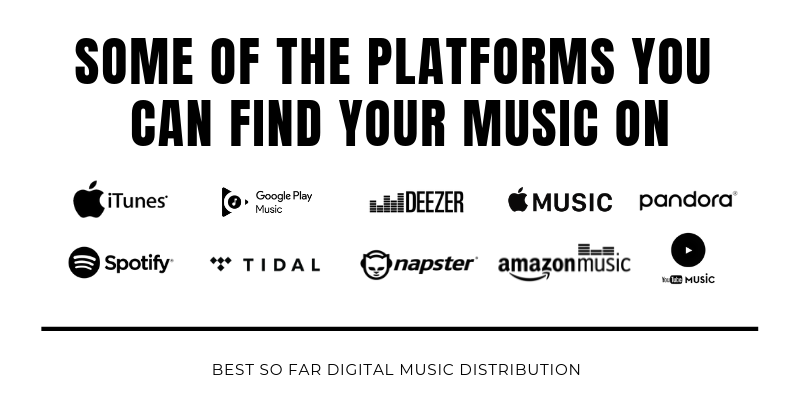 SOME OF THE PLATFORMS YOU
CAN FIND YOUR MUSIC ON
iTunes
Google Play
Music
DEEZER
MUSIC
pandora®
Spotify®
TIDAL
napster
amazonmusic
YouTube MUSIC
BEST SO FAR DIGITAL MUSIC DISTRIBUTION